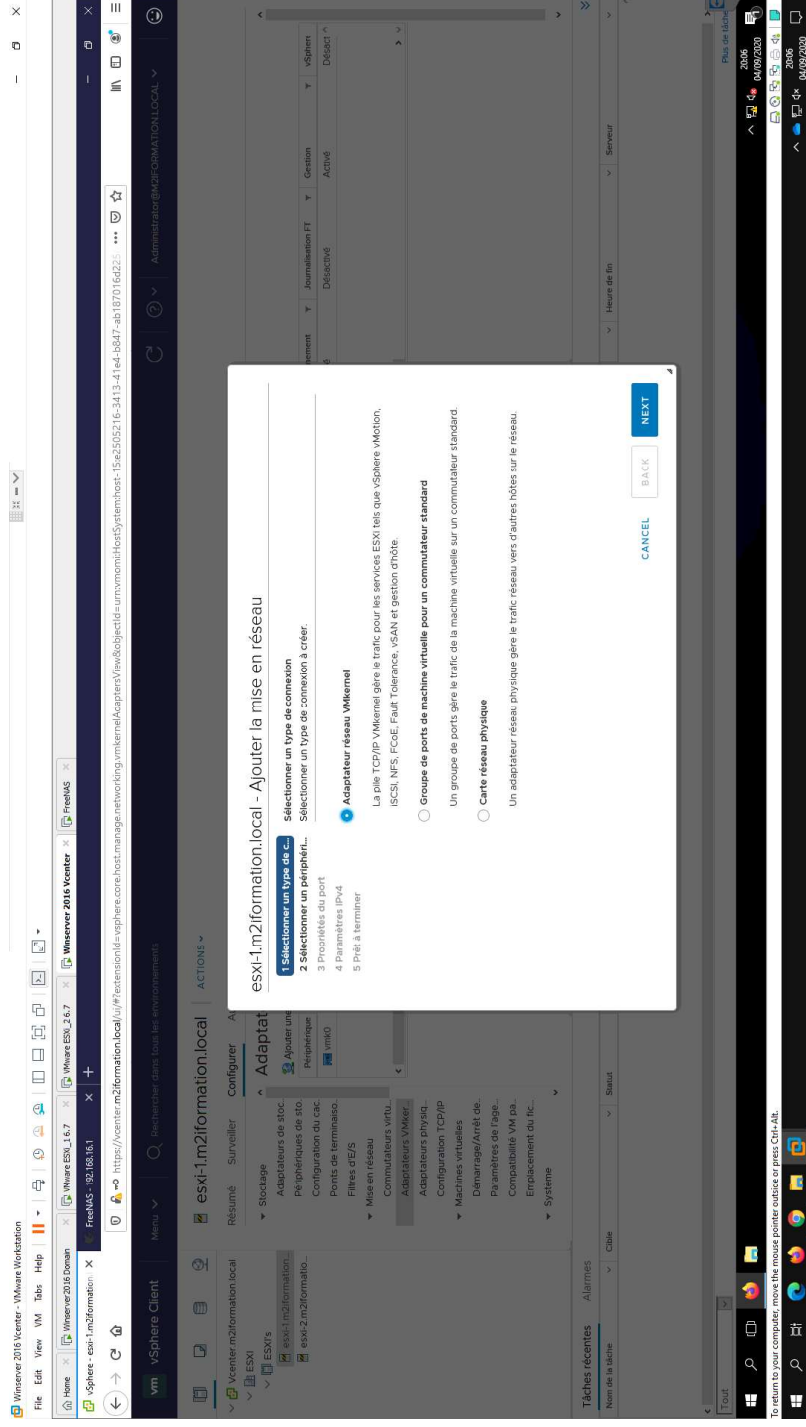 Winserver 2016 Vcenter - VMware Workstation
File Edit View VM Tabs Help
Home
Winserver2016 Domain
VMware ESXi_1 6.7
VMware ESXi_2 6.7
Winserver 2016 Vcenter
FreeNAS
vSphere - esxi-1.m2iformation
FreeNAS - 192.168.16.1
https://vcenter.m2iformation.local/ui/#?extensionId=vsphere.core.host.manage.networking.vmkernelAdaptersView&objectId=urn:vmomi:HostSystem:host-15:e2505216-3413-41e4-b847-ab187016d225
vm vSphere Client
Menu
Rechercher dans tous les environnements
Administrator@M2IFORMATION.LOCAL
Vcenter.m2iformation.local
ESXI
ESXI's
esxi-1.m2iformation...
esxi-2.m2iformatio...
esxi-1.m2iformation.local
ACTIONS
Résumé
Surveiller
Configurer
Stockage
Adaptateurs de stoc...
Périphériques de sto...
Configuration du cac...
Points de terminaiso...
Filtres d'E/S
Mise en réseau
Commutateurs virtu...
Adaptateurs VMker...
Adaptateurs physiq...
Configuration TCP/IP
Machines virtuelles
Démarrage/Arrêt de...
Paramètres de l'age...
Compatibilité VM pa...
Emplacement du fic...
Système
Adaptat
Ajouter une
Périphérique
vmk0
nement
Journalisation FT
Gestion
vSpher
Désactivé
Activé
Désact
esxi-1.m2iformation.local - Ajouter la mise en réseau
1 Sélectionner un type de c...
2 Sélectionner un périphéri...
3 Propriétés du port
4 Paramètres IPv4
5 Prêt à terminer
Sélectionner un type de connexion
Sélectionner un type de connexion à créer.
Adaptateur réseau VMkernel
La pile TCP/IP VMkernel gère le trafic pour les services ESXi tels que vSphere vMotion,
iSCSI, NFS, FCoE, Fault Tolerance, vSAN et gestion d'hôte.
Groupe de ports de machine virtuelle pour un commutateur standard
Un groupe de ports gère le trafic de la machine virtuelle sur un commutateur standard.
Carte réseau physique
Un adaptateur réseau physique gère le trafic réseau vers d'autres hôtes sur le réseau.
CANCEL
BACK
NEXT
Tâches récentes
Alarmes
Nom de la tâche
Cible
Statut
Heure de fin
Serveur
Tout
Plus de tâche
20:06
04/09/2020
To return to your computer, move the mouse pointer outside or press Ctrl+Alt.
20:06
04/09/2020